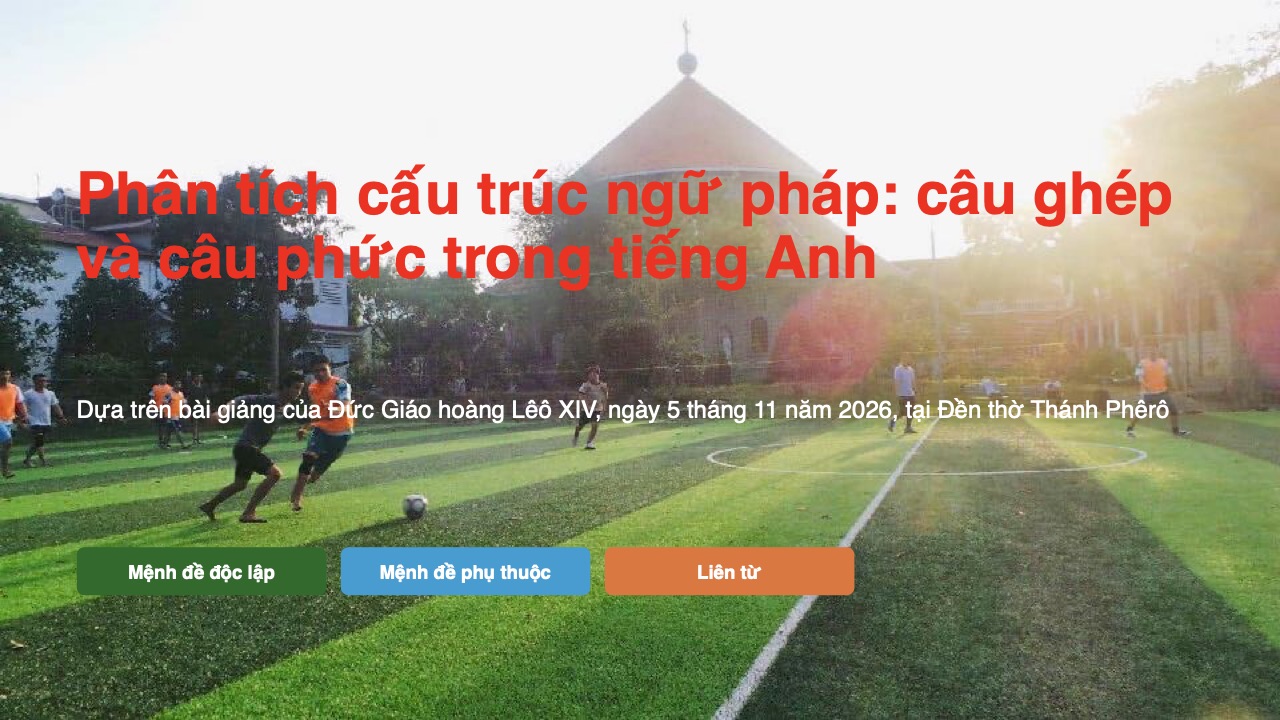 Phân tích cấu trúc ngữ pháp: câu ghép
và câu phức trong tiếng Anh
Dựa trên bài giảng của Đức Giáo hoàng Lêô XIV, ngày 5 tháng 11 năm 2026, tại Đền thờ Thánh Phêrô
Mệnh đề độc lập
Mệnh đề phụ thuộc
Liên từ